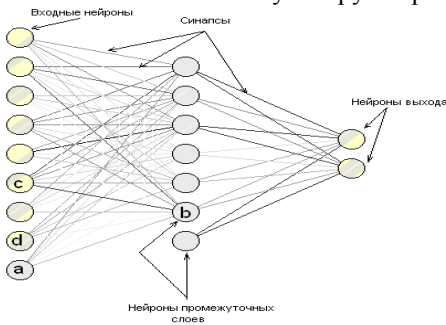 Входные нейроны
Синапсы
Нейроны выхода
c
b
d
a
Нейроны промежуточных
слоев